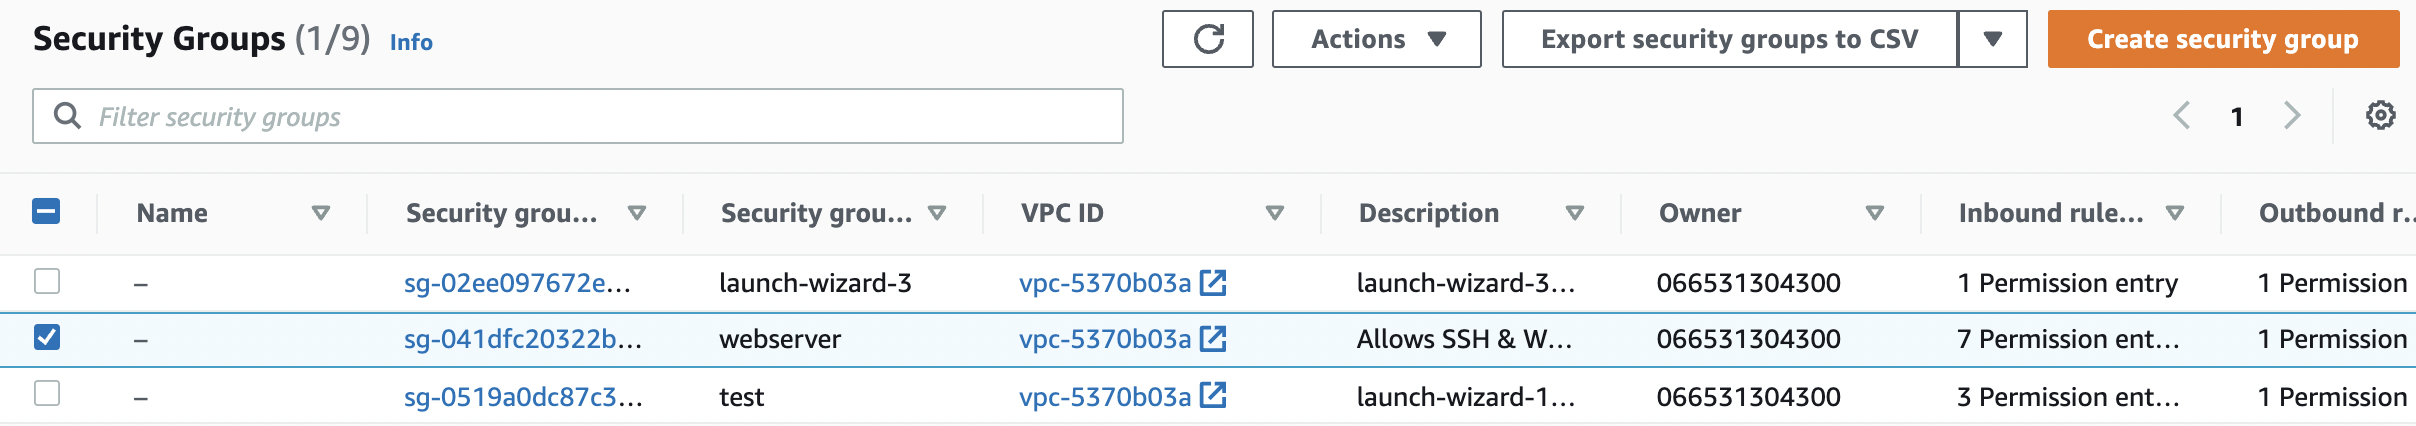 Security Groups (1/9) Info
Actions
Export security groups to CSV
Create security group
Filter security groups
1
Name Security grou... Security grou... VPC ID Description Owner Inbound rule... Outbound r...
– sg-02ee097672e... launch-wizard-3 vpc-5370b03a launch-wizard-3... 066531304300 1 Permission entry 1 Permission
– sg-041dfc20322b... webserver vpc-5370b03a Allows SSH & W... 066531304300 7 Permission ent... 1 Permission
– sg-0519a0dc87c3... test vpc-5370b03a launch-wizard-1... 066531304300 3 Permission ent... 1 Permission